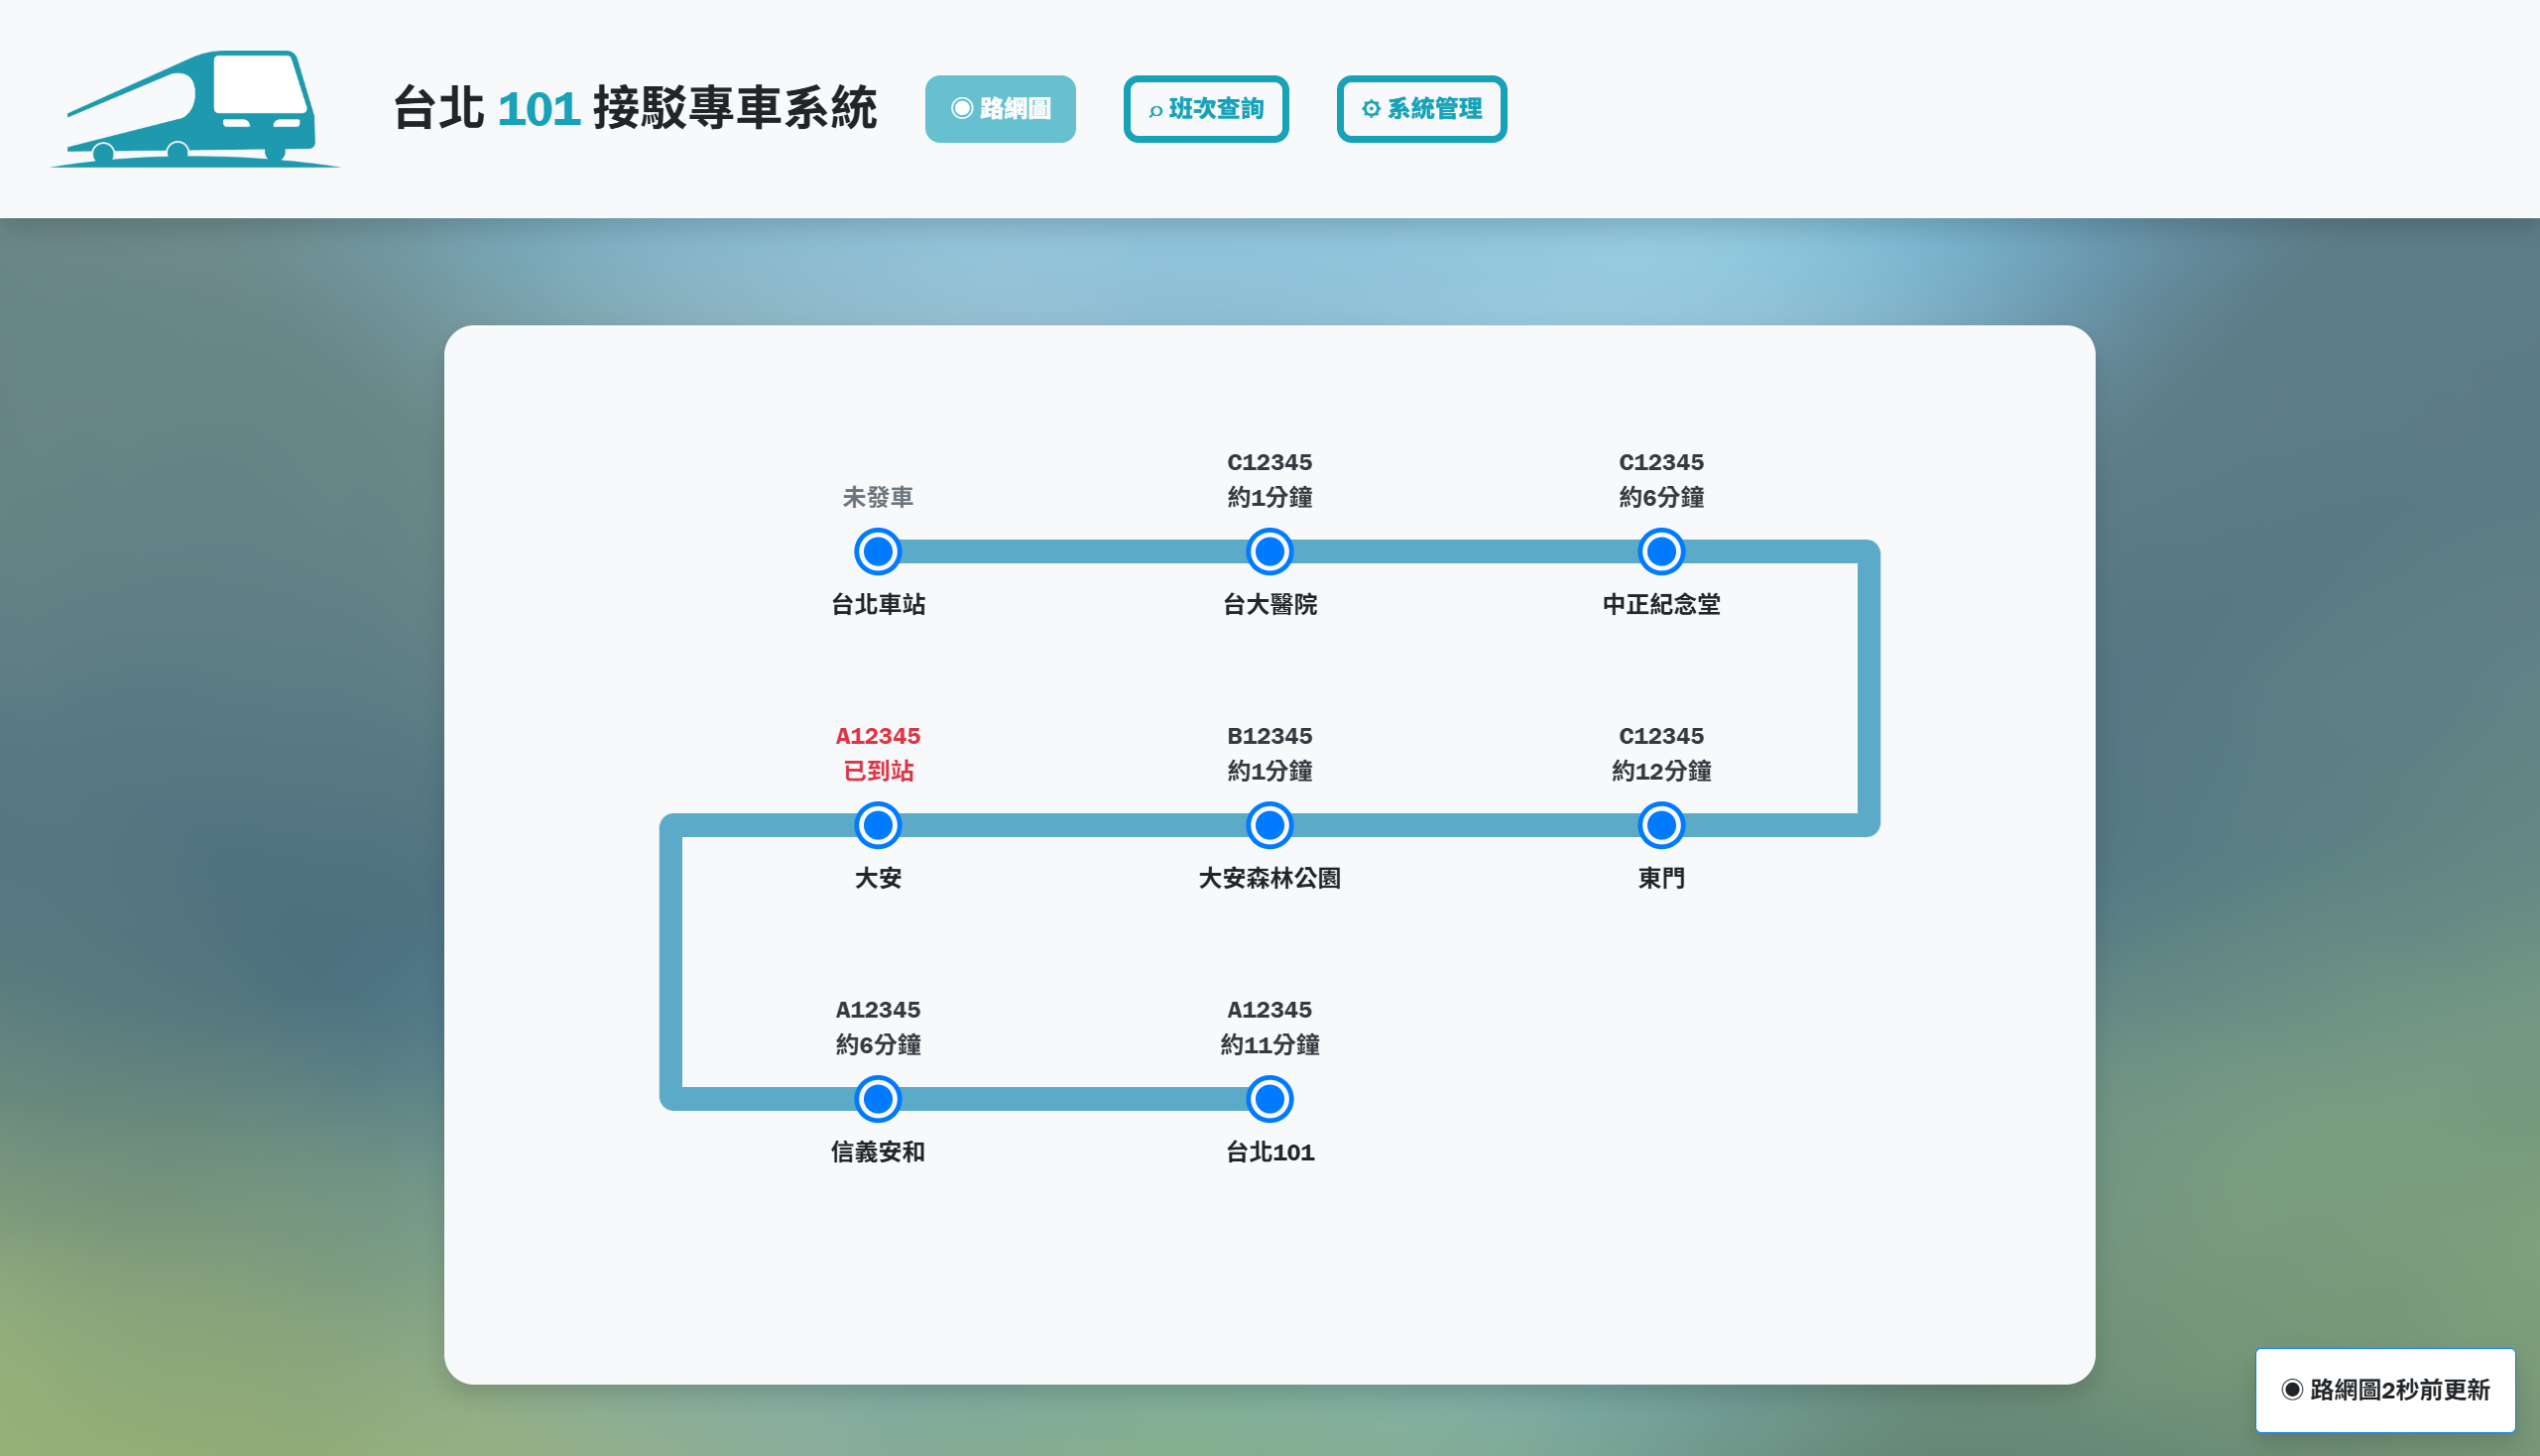 台北 101 接駁專車系統
路網圖
班次查詢
系統管理
未發車
台北車站
C12345
約1分鐘
台大醫院
C12345
約6分鐘
中正紀念堂
A12345
已到站
大安
B12345
約1分鐘
大安森林公園
C12345
約12分鐘
東門
A12345
約6分鐘
信義安和
A12345
約11分鐘
台北101
路網圖2秒前更新